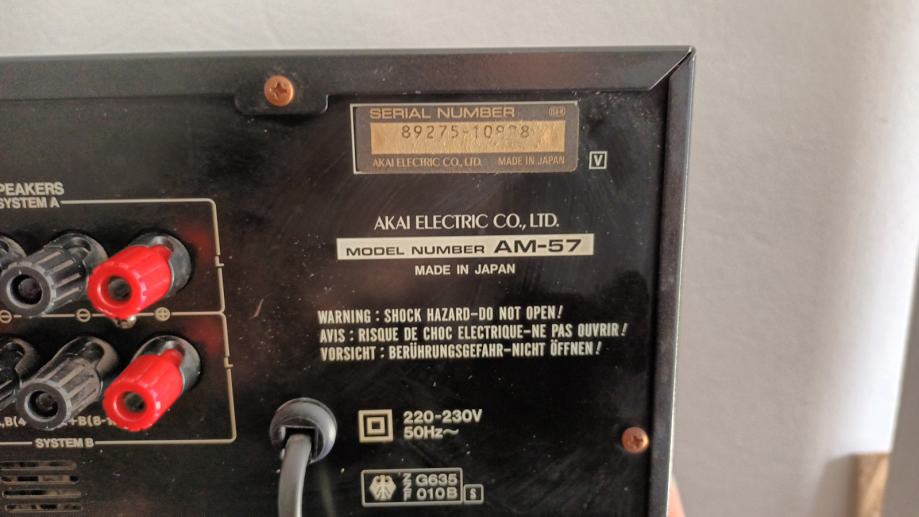 SERIAL NUMBER
AKAI ELECTRIC CO., LTD. MADE IN JAPAN
V
SPEAKERS
SYSTEM A
AKAI ELECTRIC CO., LTD.
MODEL NUMBER AM-57
MADE IN JAPAN
L
⊖ ⊖ ⊕
WARNING : SHOCK HAZARD-DO NOT OPEN!
AVIS : RISQUE DE CHOC ELECTRIQUE-NE PAS OUVRIR!
VORSICHT : BERÜHRUNGSGEFAHR-NICHT ÖFFNEN!
L
SYSTEM B
220-230V
50Hz~
ZZF G635
010B S